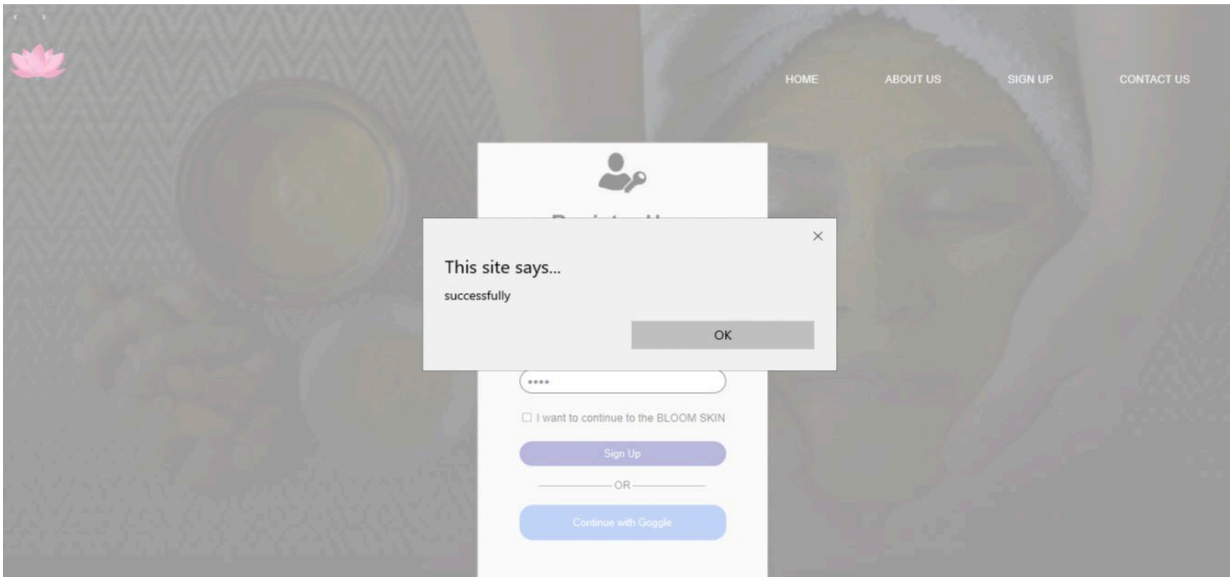 HOME ABOUT US SIGN UP CONTACT US
This site says...
successfully
OK
••••
I want to continue to the BLOOM SKIN
Sign Up
OR
Continue with Goggle